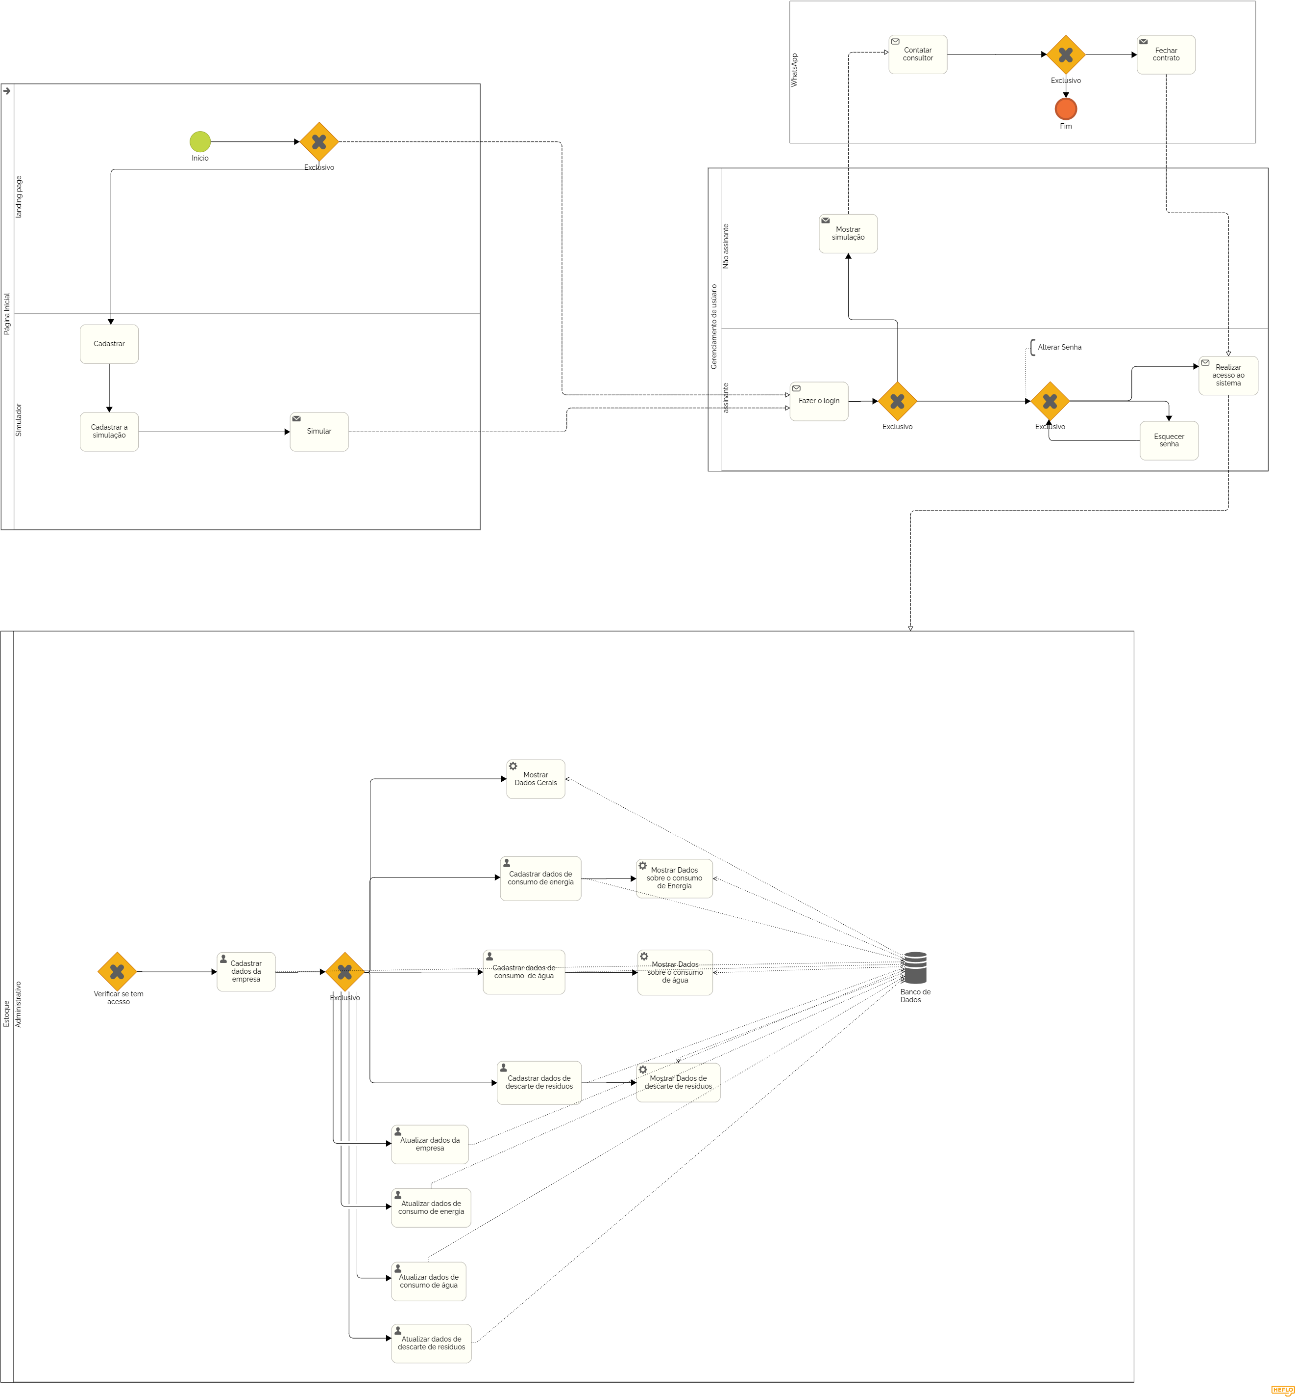 WhatsApp
Contatar
consultor
Exclusivo
Fechar
contrato
Fim
Página Inicial
landing page
Início
Exclusivo
Simulador
Cadastrar
Cadastrar a
simulação
Simular
Gerenciamento de usuário
Não assinante
Mostrar
simulação
assinante
Fazer o login
Exclusivo
Alterar Senha
Exclusivo
Realizar
acesso ao
sistema
Esquecer
senha
Estoque
Administrativo
Verificar se tem
acesso
Cadastrar
dados da
empresa
Exclusivo
Mostrar
Dados Gerais
Cadastrar dados de
consumo de energia
Mostrar Dados
sobre o consumo
de Energia
Cadastrar dados de
consumo de água
Mostrar Dados
sobre o consumo
de água
Banco de
Dados
Cadastrar dados de
descarte de resíduos
Mostrar Dados de
descarte de resíduos
Atualizar dados da
empresa
Atualizar dados de
consumo de energia
Atualizar dados de
consumo de água
Atualizar dados de
descarte de resíduos
HEFLO